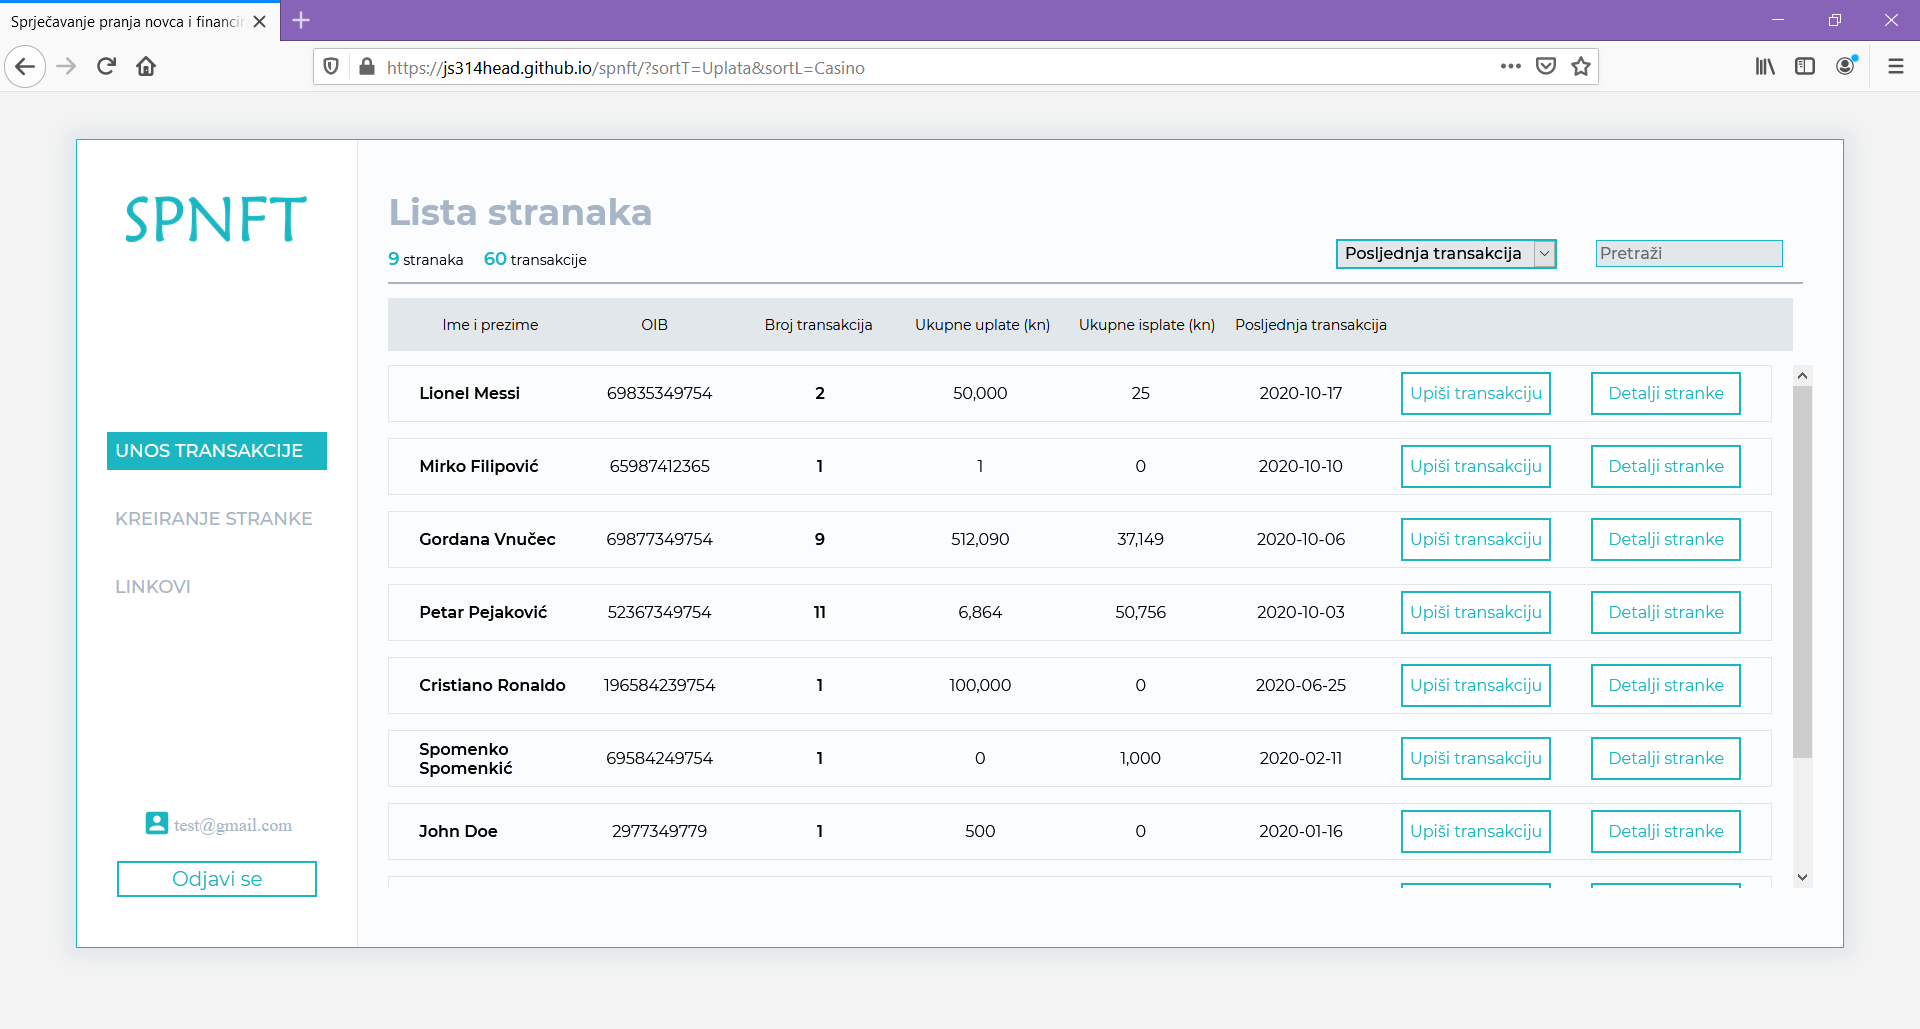 Sprječavanje pranja novca i financir
https://js314head.github.io/spnft/?sortT=Uplata&sortL=Casino
SPNFT
UNOS TRANSAKCIJE
KREIRANJE STRANKE
LINKOVI
test@gmail.com
Odjavi se
Lista stranaka
9 stranaka 60 transakcije
Posljednja transakcija
Pretraži
Ime i prezime OIB Broj transakcija Ukupne uplate (kn) Ukupne isplate (kn) Posljednja transakcija
Lionel Messi 69835349754 2 50,000 25 2020-10-17 Upiši transakciju Detalji stranke
Mirko Filipović 65987412365 1 1 0 2020-10-10 Upiši transakciju Detalji stranke
Gordana Vnučec 69877349754 9 512,090 37,149 2020-10-06 Upiši transakciju Detalji stranke
Petar Pejaković 52367349754 11 6,864 50,756 2020-10-03 Upiši transakciju Detalji stranke
Cristiano Ronaldo 196584239754 1 100,000 0 2020-06-25 Upiši transakciju Detalji stranke
Spomenko
Spomenkić 69584249754 1 0 1,000 2020-02-11 Upiši transakciju Detalji stranke
John Doe 2977349779 1 500 0 2020-01-16 Upiši transakciju Detalji stranke